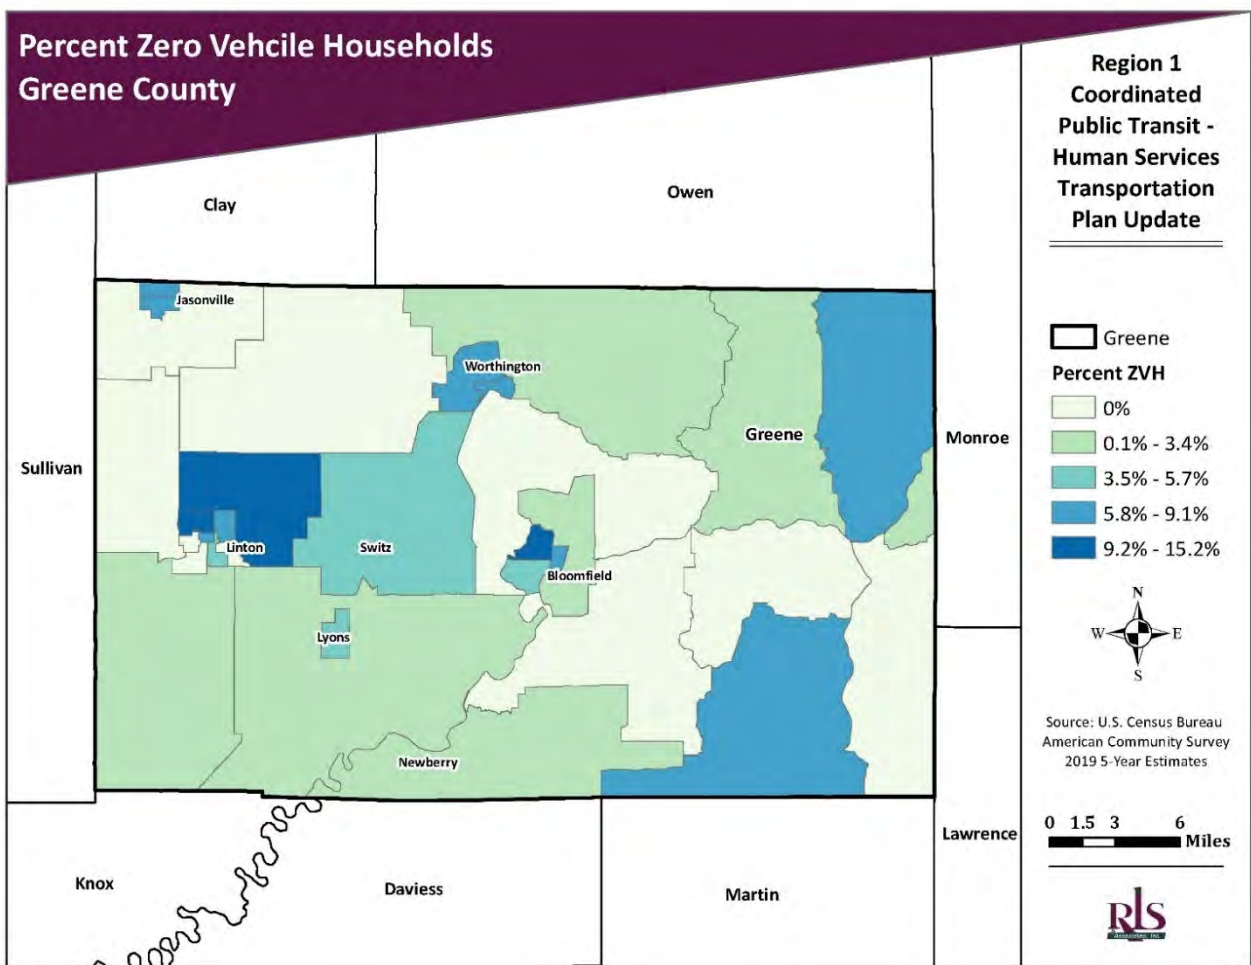 Percent Zero Vehcile Households
Greene County
Region 1
Coordinated
Public Transit -
Human Services
Transportation
Plan Update
Clay
Owen
Jasonville
Worthington
Greene
Monroe
Sullivan
Linton
Switz
Bloomfield
Lyons
Newberry
Lawrence
Knox
Daviess
Martin
Greene
Percent ZVH
0%
0.1% - 3.4%
3.5% - 5.7%
5.8% - 9.1%
9.2% - 15.2%
N
W E
S
Source: U.S. Census Bureau
American Community Survey
2019 5-Year Estimates
0 1.5 3 6
Miles
RLS
& Associates, Inc.